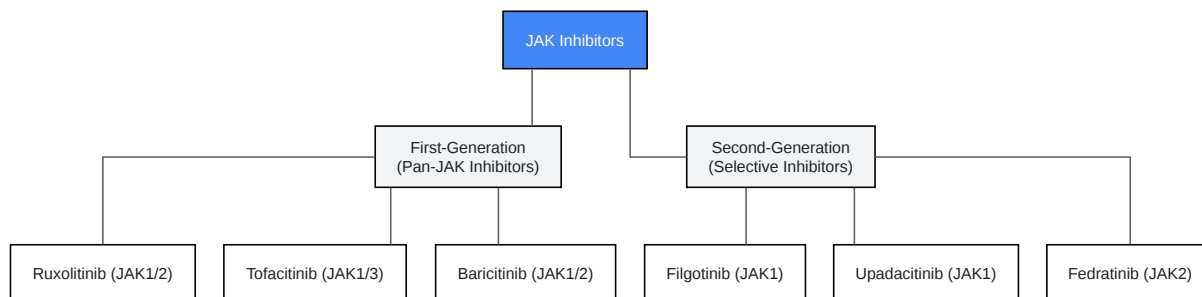 JAK Inhibitors
First-Generation
(Pan-JAK Inhibitors)
Second-Generation
(Selective Inhibitors)
Ruxolitinib (JAK1/2)
Tofacitinib (JAK1/3)
Baricitinib (JAK1/2)
Filgotinib (JAK1)
Upadacitinib (JAK1)
Fedratinib (JAK2)